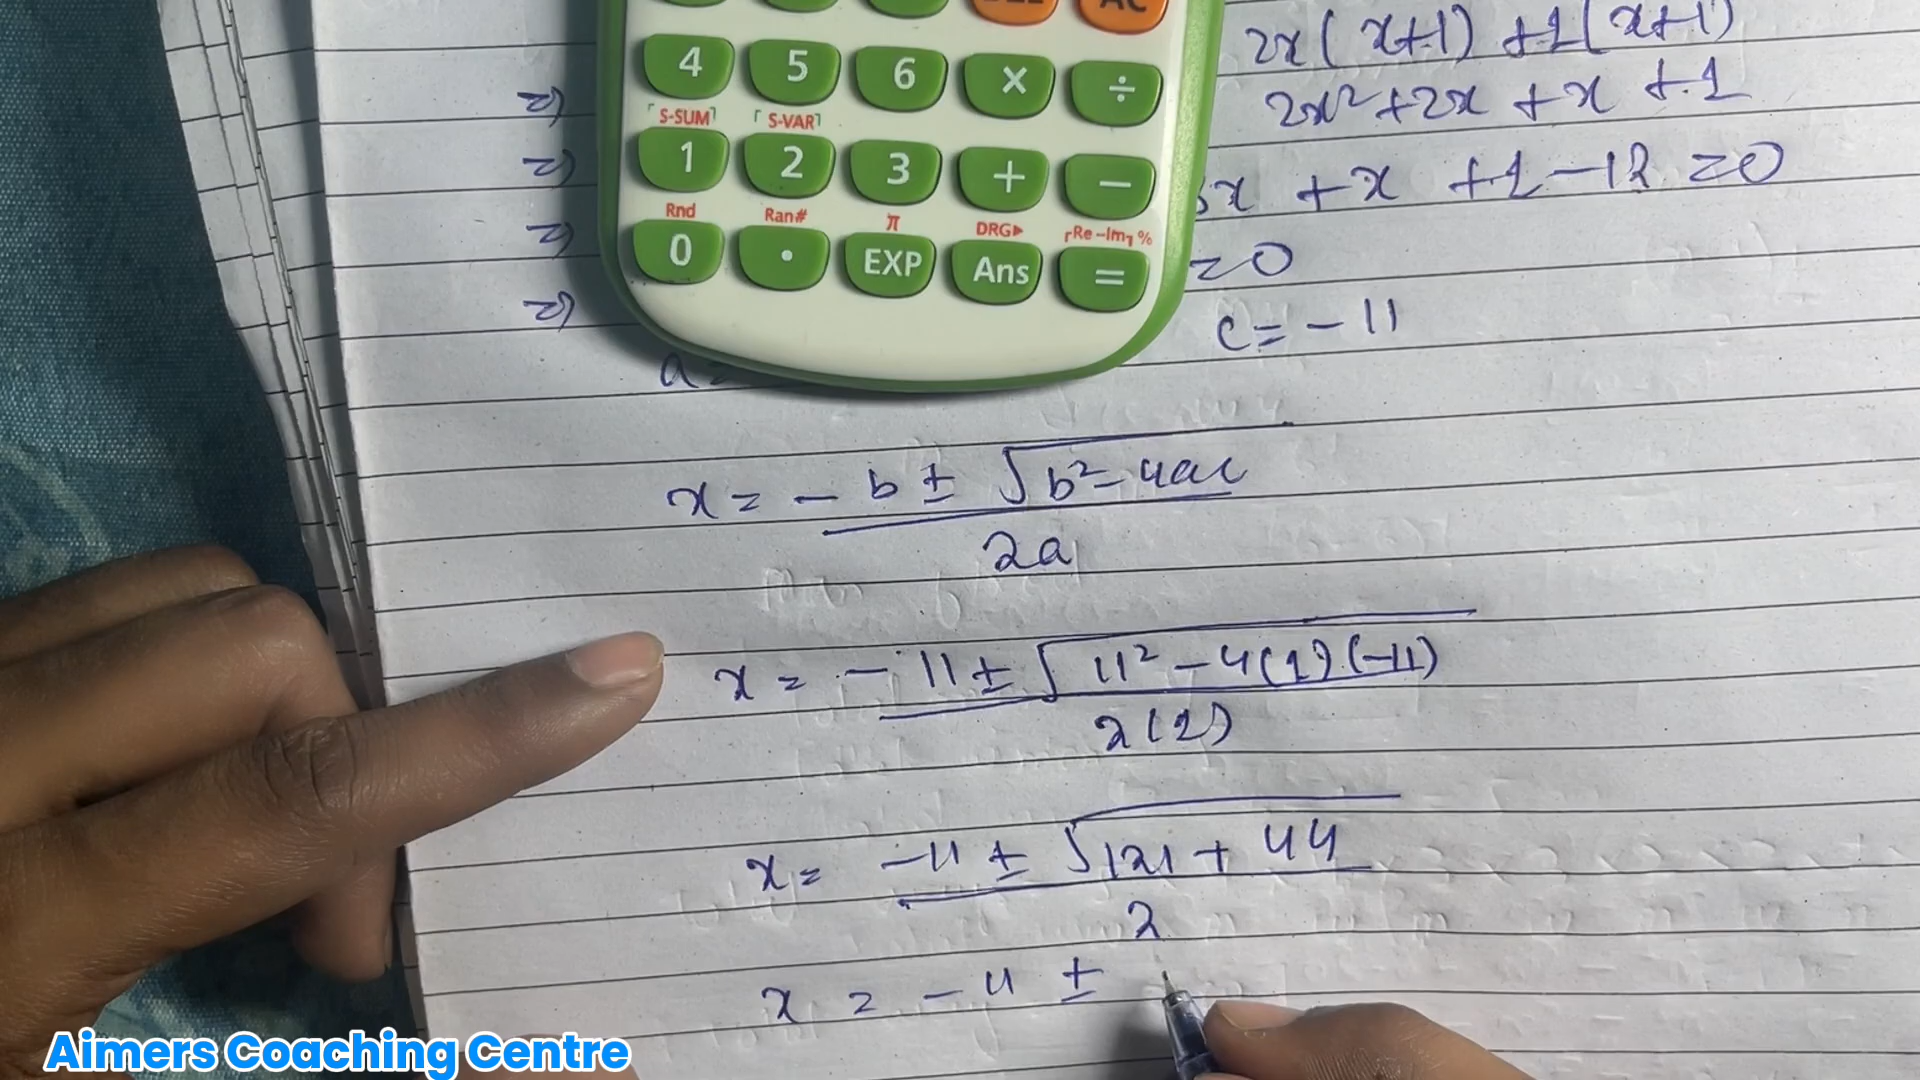 AC
4 5 6 × ÷
S-SUM S-VAR
1 2 3 + −
Rnd Ran# π DRG▶ Re-Im %
0 • EXP Ans =
2x(x+1) +1(x+1)
2x²+2x +x +1
x +x +1-12 =0
=0
c = -11
a=
x = -b ± √b²-4ac
2a
x = -11 ± √11² -4(1)(-11)
2(1)
x = -11 ± √121 + 44
2
x = -11 ±
Aimers Coaching Centre